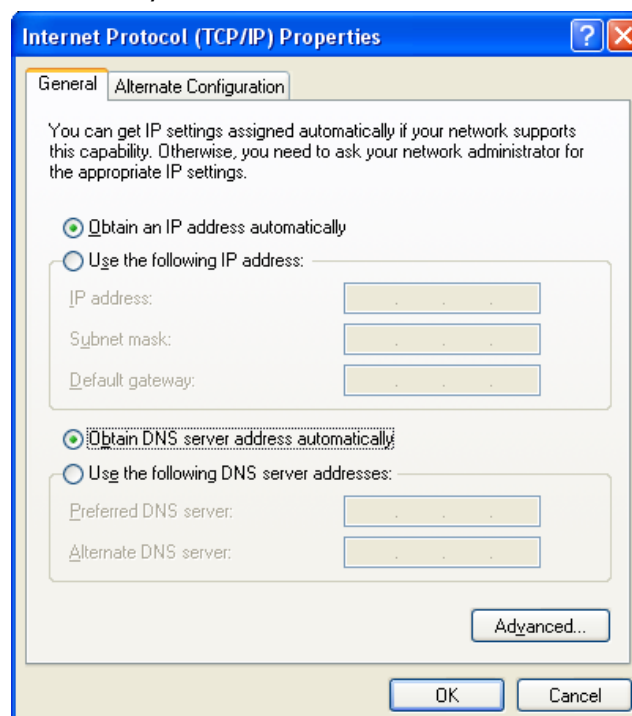 Internet Protocol (TCP/IP) Properties
General
Alternate Configuration
You can get IP settings assigned automatically if your network supports
this capability. Otherwise, you need to ask your network administrator for
the appropriate IP settings.
Obtain an IP address automatically
Use the following IP address:
IP address:
Subnet mask:
Default gateway:
Obtain DNS server address automatically
Use the following DNS server addresses:
Preferred DNS server:
Alternate DNS server:
Advanced...
OK
Cancel